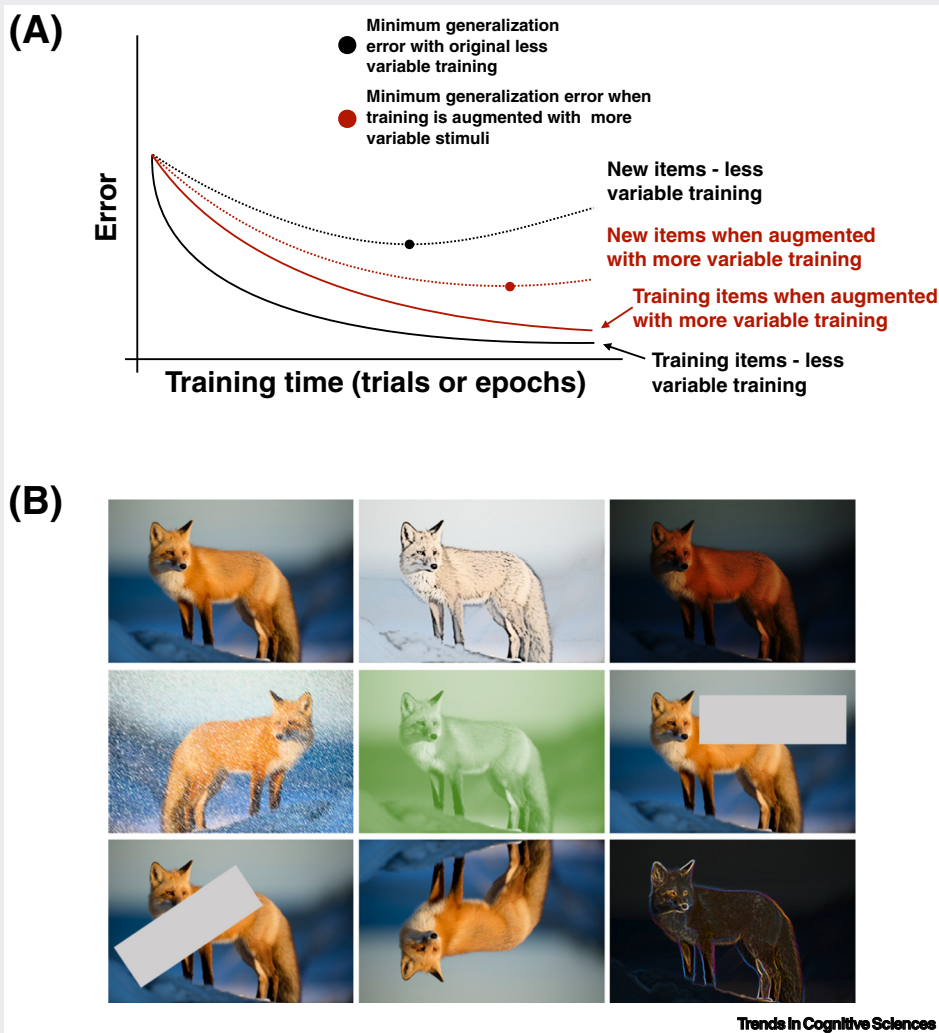 (A)
Minimum generalization
error with original less
variable training
Minimum generalization error when
training is augmented with more
variable stimuli
Error
New items - less
variable training
New items when augmented
with more variable training
Training items when augmented
with more variable training
Training items - less
variable training
Training time (trials or epochs)
(B)
Trends in Cognitive Sciences